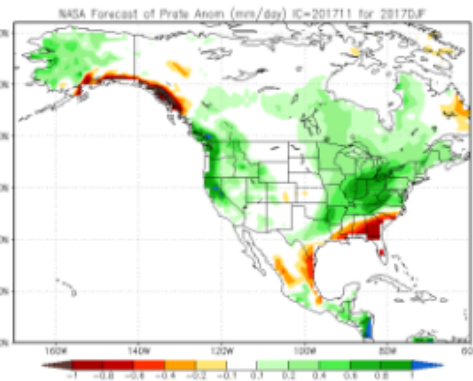 NASA Forecast of Prate Anom (mm/day) IC=201711 for 2017DJF
160W 140W 120W 100W 80W 60
-1 -0.8 -0.6 -0.4 -0.2 -0.1 0.1 0.2 0.4 0.6 0.8 1